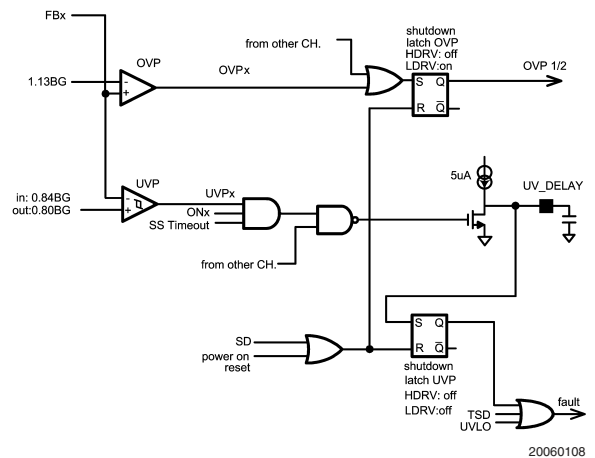 FBx
shutdown
latch OVP
HDRV: off
LDRV:on
from other CH.
OVP
OVPx
OVP 1/2
1.13BG
-
+
S Q
R Q
5uA
UV_DELAY
UVP
UVPx
in: 0.84BG
out:0.80BG
-
+
ONx
SS Timeout
from other CH.
SD
power on
reset
S Q
R Q
shutdown
latch UVP
HDRV: off
LDRV:off
TSD
UVLO
fault
20060108